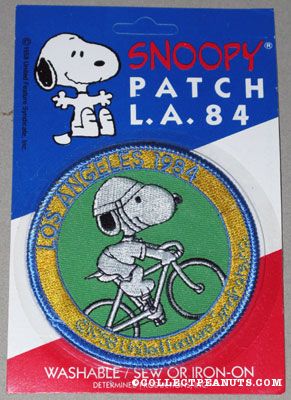 © 1958 United Feature Syndicate, Inc.
SNOOPY®
PATCH
L.A. 84
LOS ANGELES 1984
WASHABLE / SEW OR IRON-ON
©COLLECTPEANUTS.COM